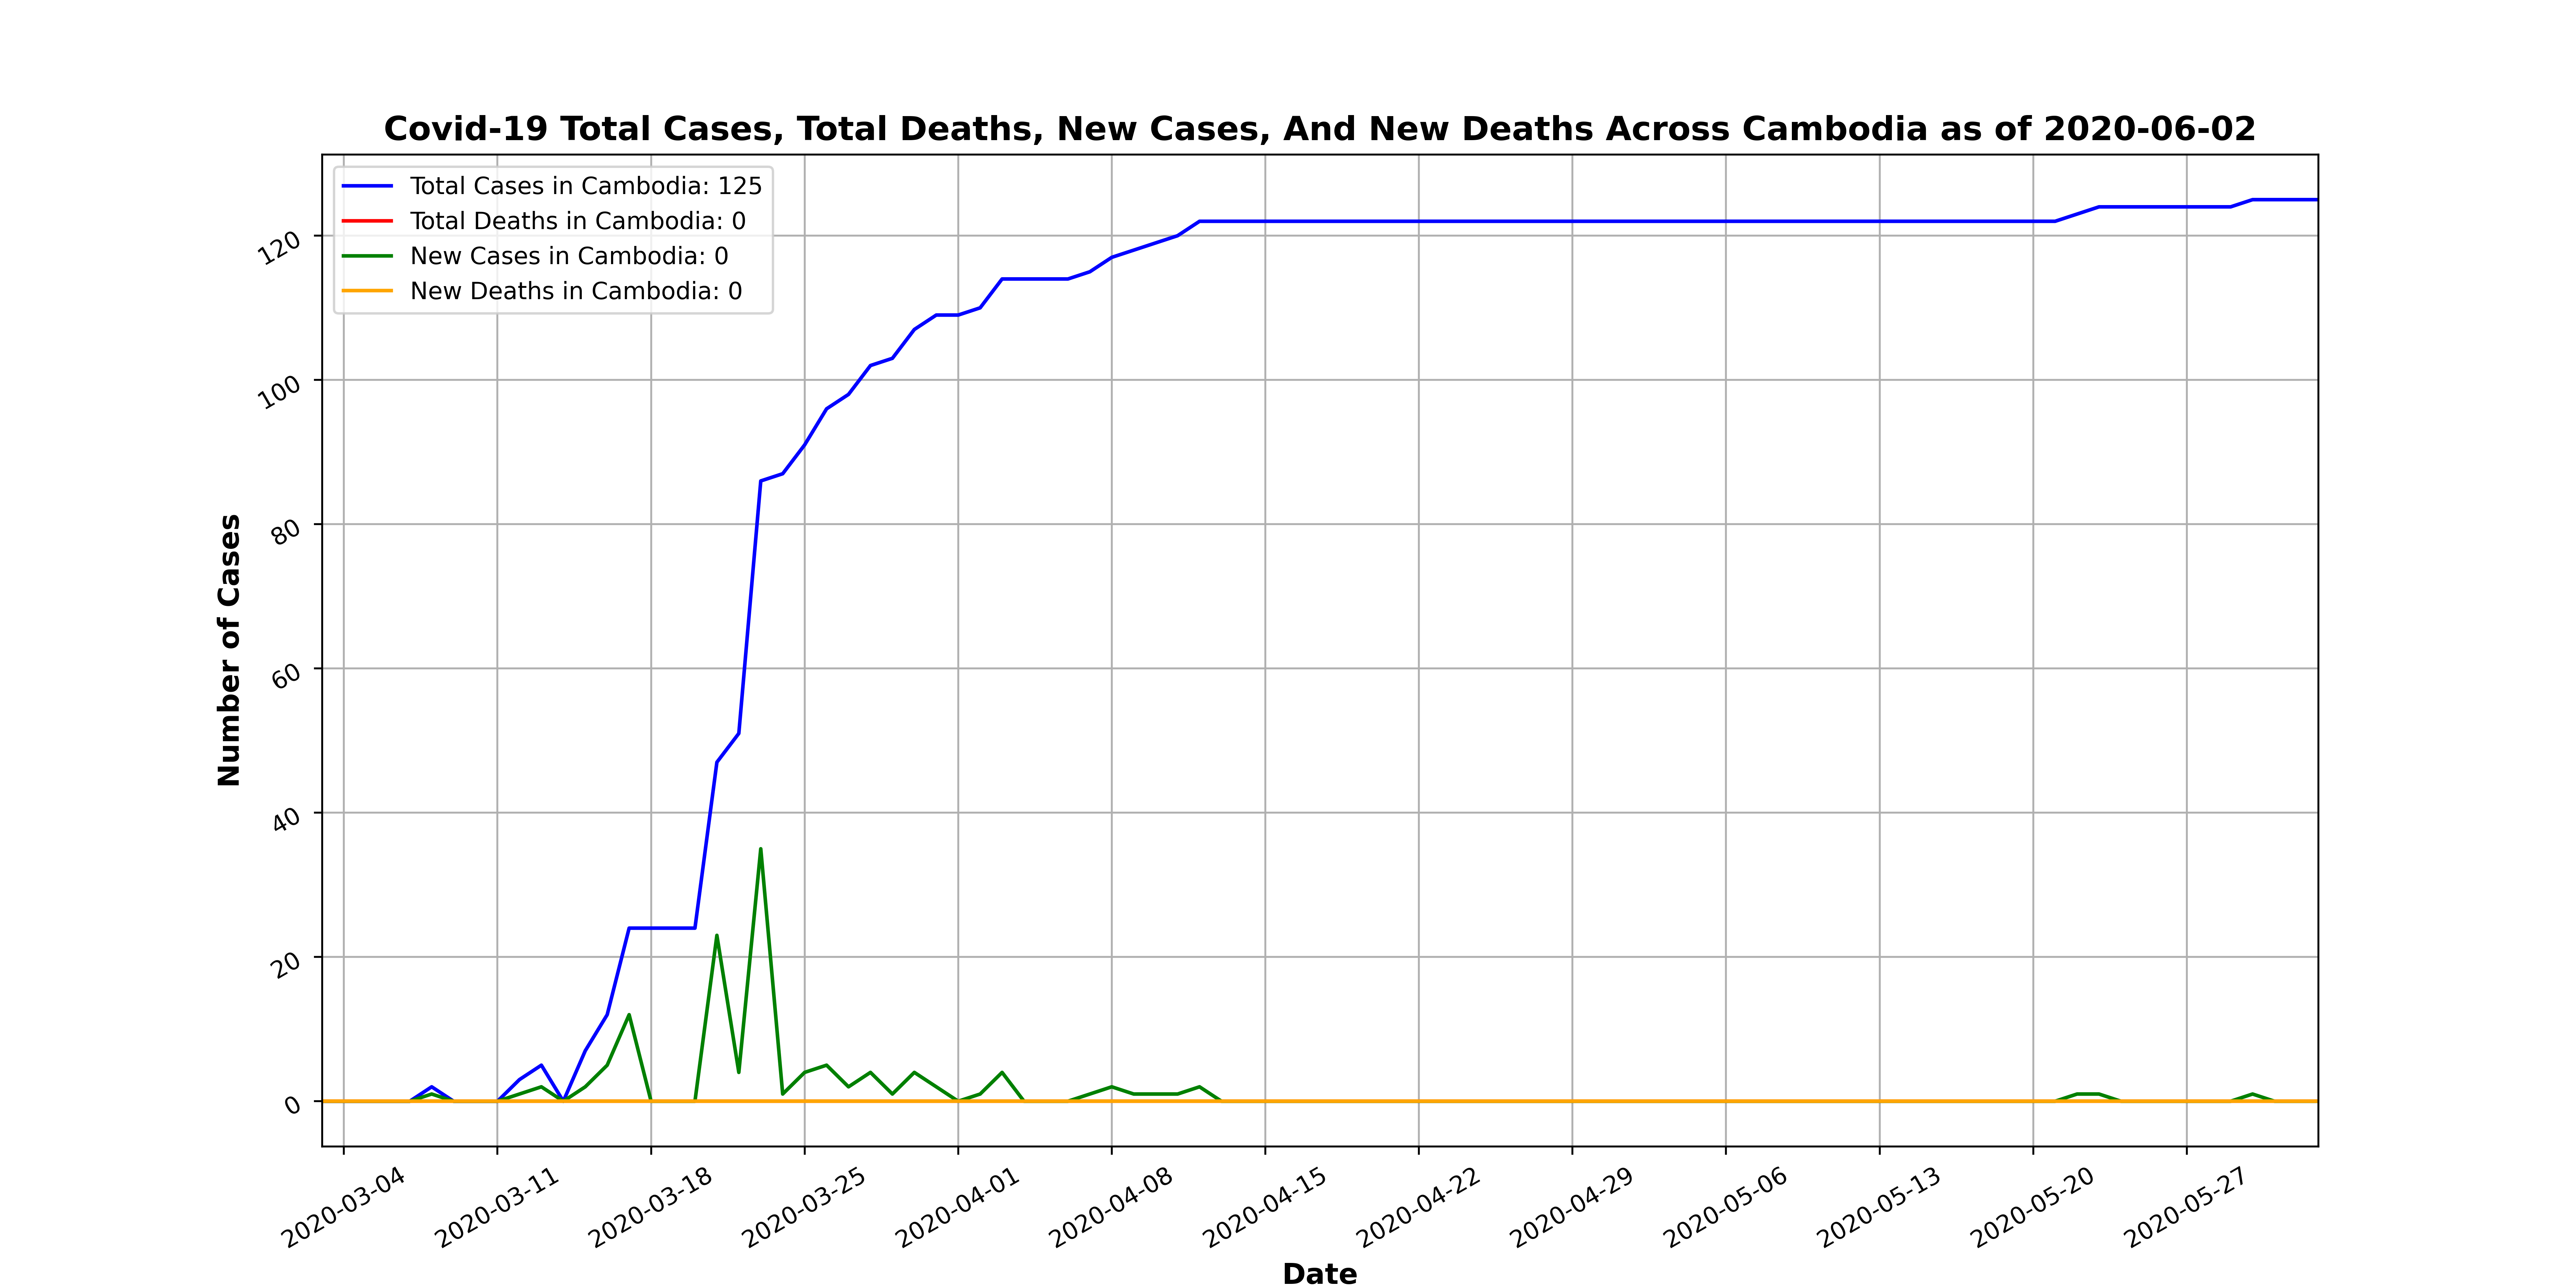 Covid-19 Total Cases, Total Deaths, New Cases, And New Deaths Across Cambodia as of 2020-06-02
Total Cases in Cambodia: 125
Total Deaths in Cambodia: 0
New Cases in Cambodia: 0
New Deaths in Cambodia: 0
Number of Cases
120
100
80
60
40
20
0
2020-03-04
2020-03-11
2020-03-18
2020-03-25
2020-04-01
2020-04-08
2020-04-15
2020-04-22
2020-04-29
2020-05-06
2020-05-13
2020-05-20
2020-05-27
Date